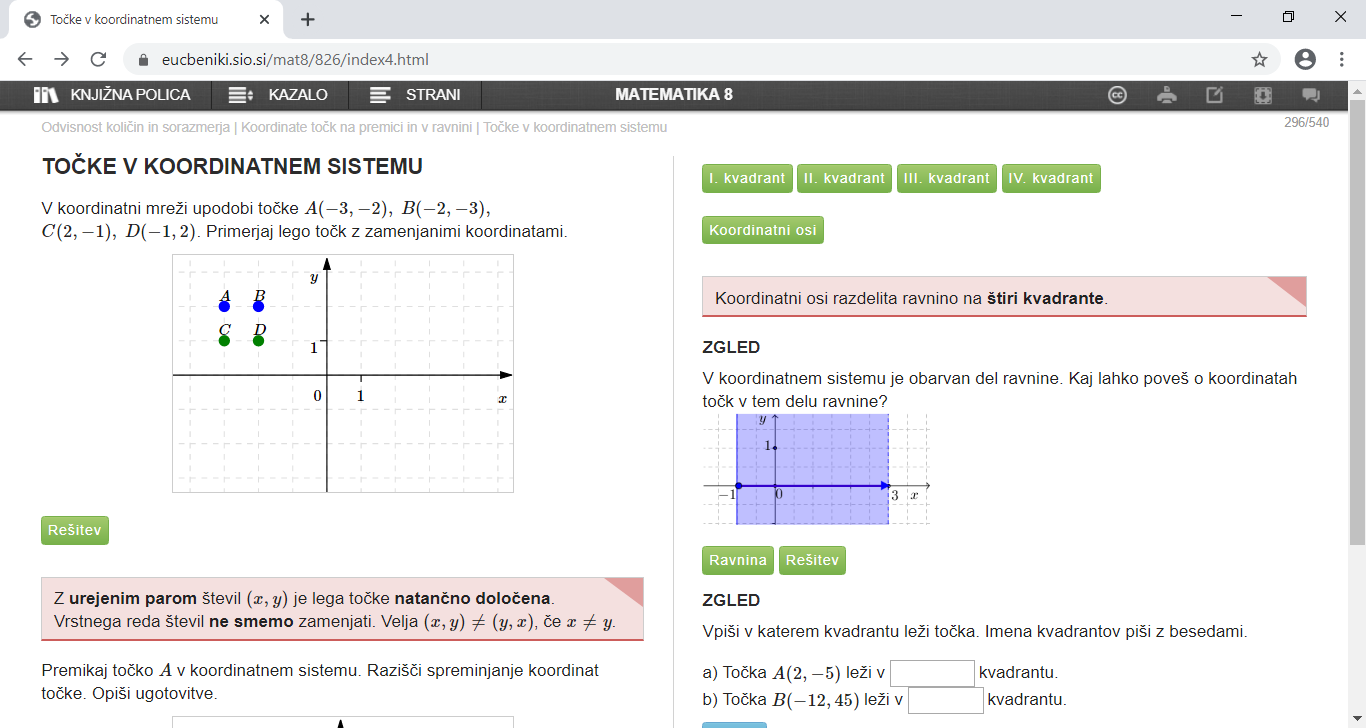 Točke v koordinatnem sistemu
eucbeniki.sio.si/mat8/826/index4.html
KNJIŽNA POLICA KAZALO STRANI MATEMATIKA 8
Odvisnost količin in sorazmerja | Koordinate točk na premici in v ravnini | Točke v koordinatnem sistemu
296/540
TOČKE V KOORDINATNEM SISTEMU
V koordinatni mreži upodobi točke A(−3, −2), B(−2, −3),
C(2, −1), D(−1, 2). Primerjaj lego točk z zamenjanimi koordinatami.
y
A B
C D
1
0 1 x
Rešitev
Z urejenim parom števil (x, y) je lega točke natančno določena.
Vrstnega reda števil ne smemo zamenjati. Velja (x, y) ≠ (y, x), če x ≠ y.
Premikaj točko A v koordinatnem sistemu. Razišči spreminjanje koordinat
točke. Opiši ugotovitve.
I. kvadrant II. kvadrant III. kvadrant IV. kvadrant
Koordinatni osi
Koordinatni osi razdelita ravnino na štiri kvadrante.
ZGLED
V koordinatnem sistemu je obarvan del ravnine. Kaj lahko poveš o koordinatah
točk v tem delu ravnine?
y
1
−1 0 3 x
Ravnina Rešitev
ZGLED
Vpiši v katerem kvadrantu leži točka. Imena kvadrantov piši z besedami.
a) Točka A(2, −5) leži v kvadrantu.
b) Točka B(−12, 45) leži v kvadrantu.